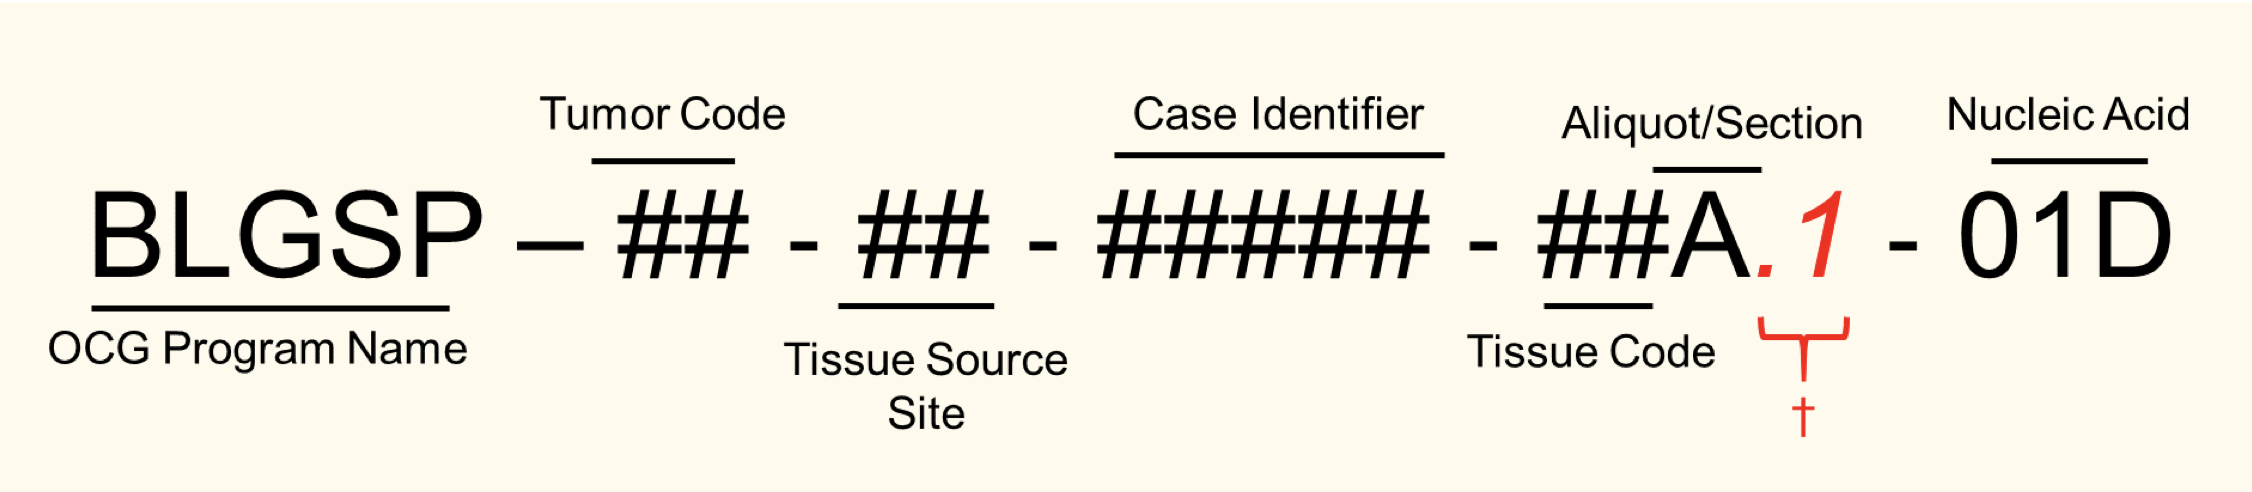 Tumor Code
Case Identifier
Aliquot/Section
Nucleic Acid
BLGSP – ## - ## - ##### - ##A.1 - 01D
OCG Program Name
Tissue Source
Site
Tissue Code
†